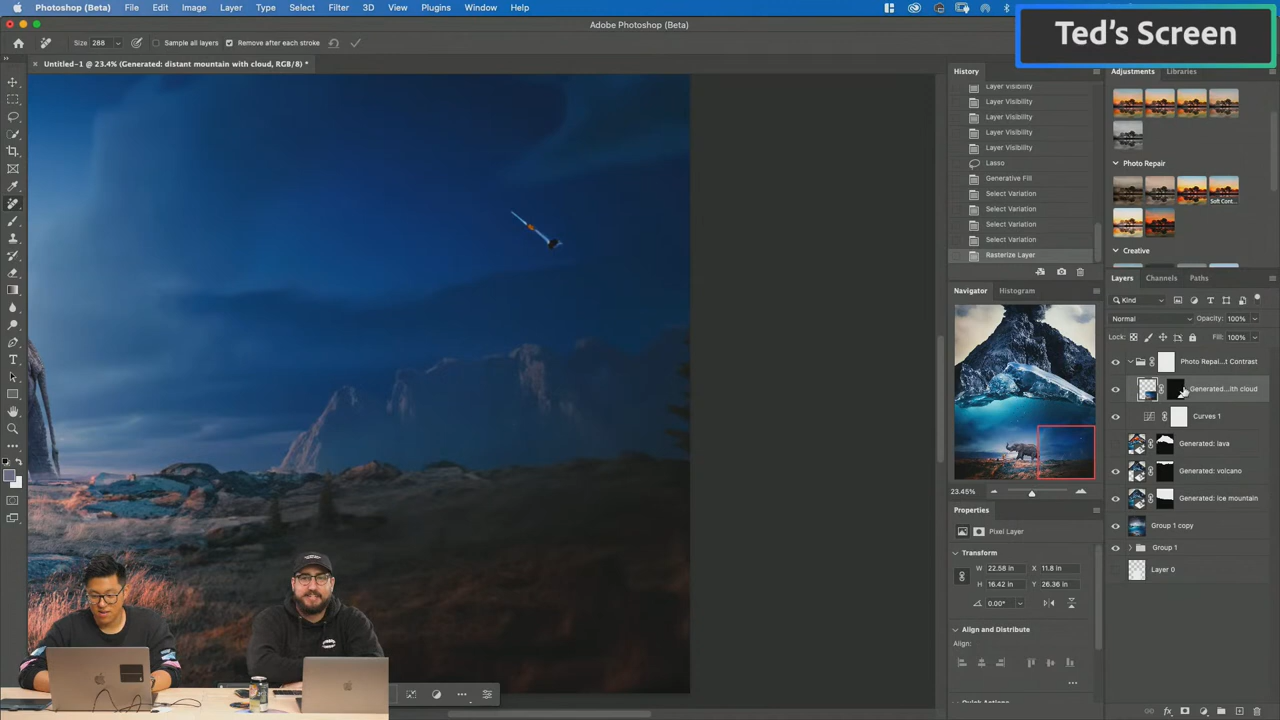 Photoshop (Beta) File Edit Image Layer Type Select Filter 3D View Plugins Window Help
Adobe Photoshop (Beta)
Ted's Screen
Size 288 Sample all layers Remove after each stroke
Untitled-1 @ 23.4% (Generated: distant mountain with cloud, RGB/8) *
History
Layer Visibility
Layer Visibility
Layer Visibility
Layer Visibility
Layer Visibility
Lasso
Generative Fill
Select Variation
Select Variation
Select Variation
Select Variation
Rasterize Layer
Navigator Histogram
23.45%
Properties
Pixel Layer
Transform
W 22.58 in X 11.8 in
H 16.42 in Y 26.36 in
0.00°
Align and Distribute
Align:
Adjustments Libraries
Photo Repair
Soft Cont...
Creative
Layers Channels Paths
Kind
Normal Opacity: 100%
Lock: Fill: 100%
Photo Repai...t Contrast
Generated...ith cloud
Curves 1
Generated: lava
Generated: volcano
Generated: ice mountain
Group 1 copy
Group 1
Layer 0